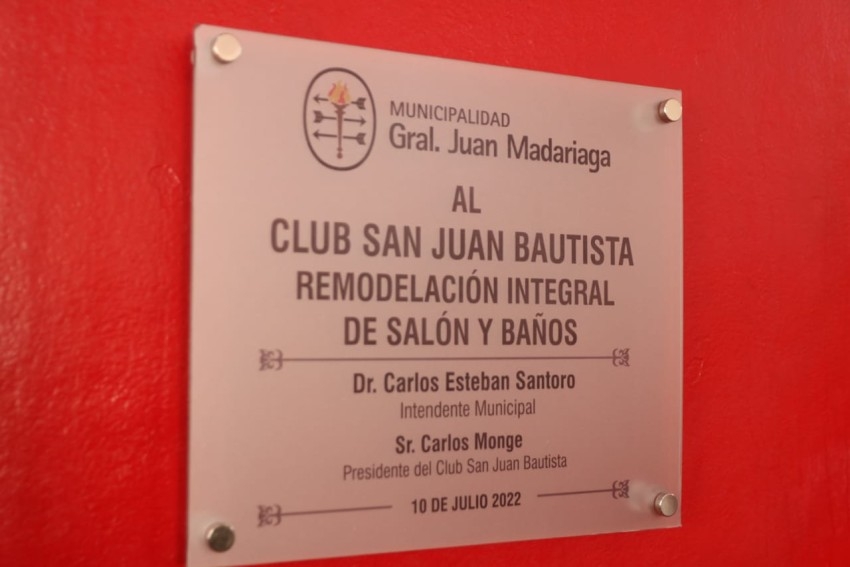 MUNICIPALIDAD
Gral. Juan Madariaga
AL
CLUB SAN JUAN BAUTISTA
REMODELACIÓN INTEGRAL
DE SALÓN Y BAÑOS
Dr. Carlos Esteban Santoro
Intendente Municipal
Sr. Carlos Monge
Presidente del Club San Juan Bautista
10 DE JULIO 2022